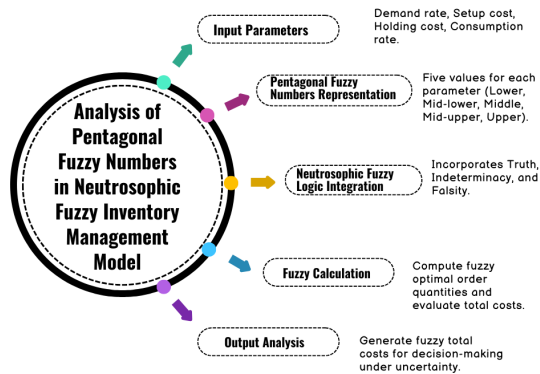 Analysis of
Pentagonal
Fuzzy Numbers
in Neutrosophic
Fuzzy Inventory
Management
Model
Input Parameters
Demand rate, Setup cost,
Holding cost, Consumption
rate.
Pentagonal Fuzzy
Numbers Representation
Five values for each
parameter (Lower,
Mid-lower, Middle,
Mid-upper, Upper).
Neutrosophic Fuzzy
Logic Integration
Incorporates Truth,
Indeterminacy, and
Falsity.
Fuzzy Calculation
Compute fuzzy
optimal order
quantities and
evaluate total costs.
Output Analysis
Generate fuzzy total
costs for decision-making
under uncertainty.